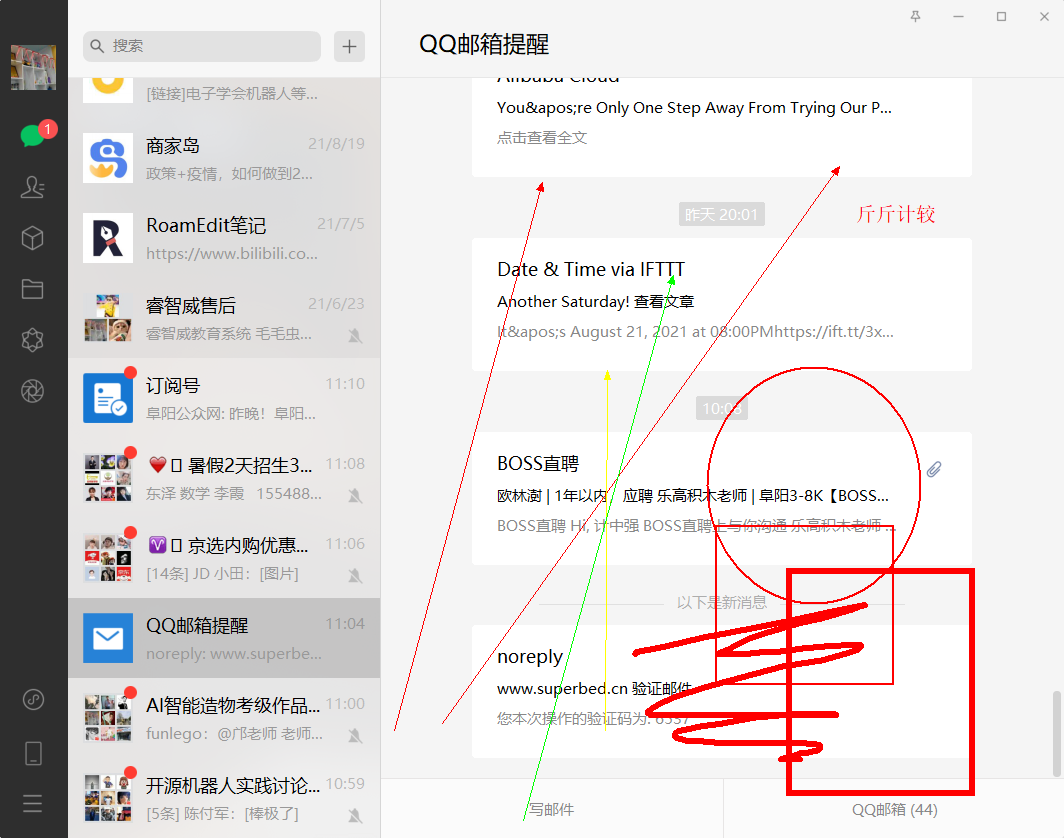 搜索
1
[链接]电子学会机器人等...
商家岛
21/8/19
政策+疫情，如何做到2...
RoamEdit笔记
21/7/5
https://www.bilibili.co...
睿智威售后
21/6/23
睿智威教育系统 毛毛虫...
订阅号
11:10
阜阳公众网: 昨晚！阜阳...
暑假2天招生3...
11:08
东泽 数学 李霞 155488...
京选内购优惠...
11:06
[14条] JD 小田: [图片]
QQ邮箱提醒
11:04
noreply: www.superbe...
AI智能造物考级作品...
11:00
funlego: @邝老师 老师...
开源机器人实践讨论...
10:59
[5条] 陈付军: [棒极了]
QQ邮箱提醒
Alibaba Cloud
You&apos;re Only One Step Away From Trying Our P...
点击查看全文
昨天 20:01
斤斤计较
Date & Time via IFTTT
Another Saturday! 查看文章
It&apos;s August 21, 2021 at 08:00PMhttps://ift.tt/3x...
10:03
BOSS直聘
欧林澍 | 1年以内，应聘 乐高积木老师 | 阜阳3-8K【BOSS...
BOSS直聘 Hi, 计中强 BOSS直聘上与你沟通 乐高积木老师 ...
以下是新消息
noreply
www.superbed.cn 验证邮件
您本次操作的验证码为: 6537
写邮件
QQ邮箱 (44)